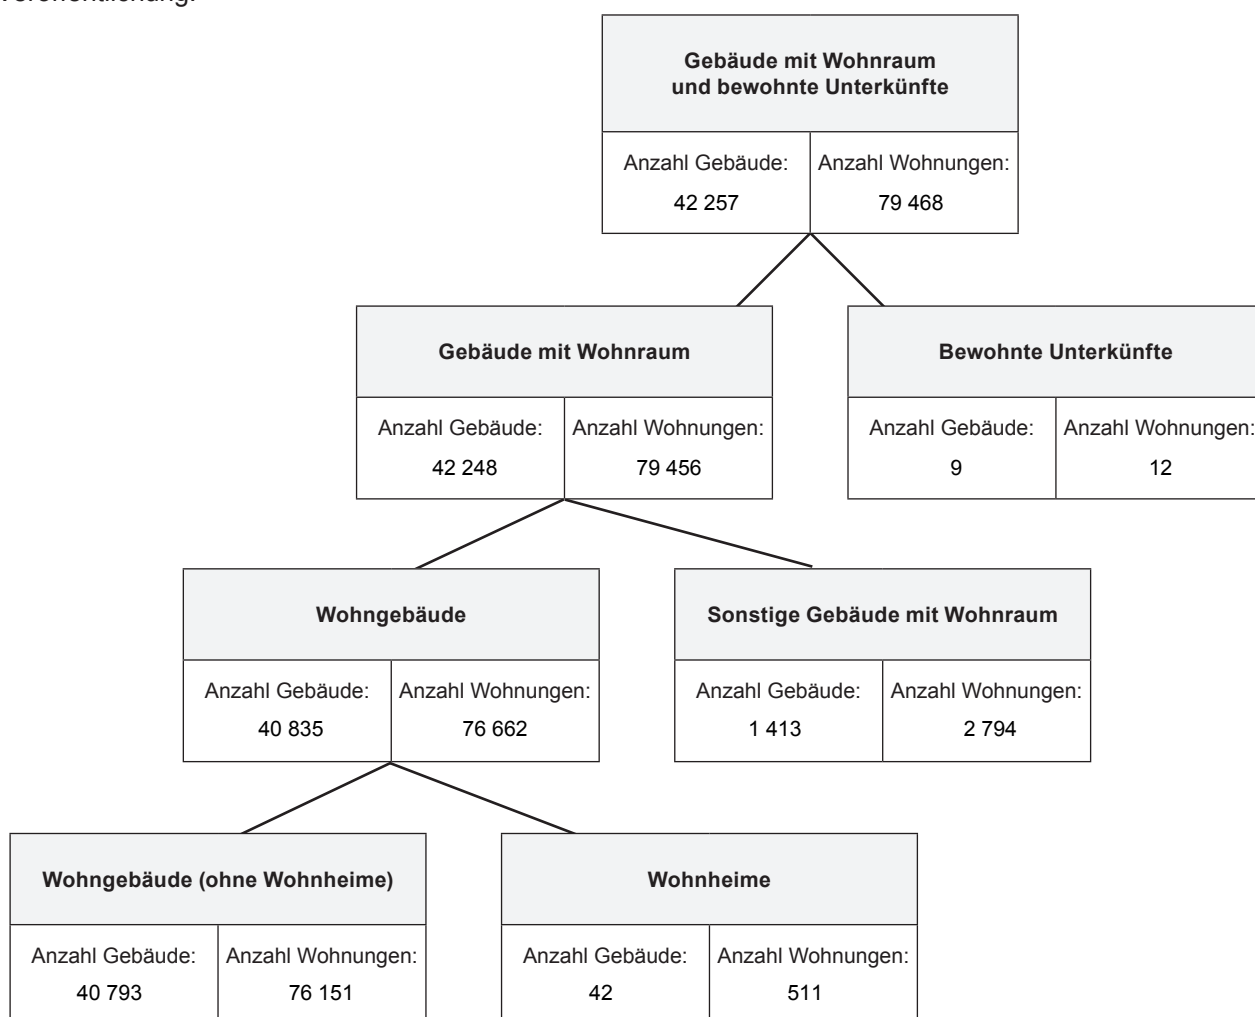 Veröffentlichung.
Gebäude mit Wohnraum
und bewohnte Unterkünfte
Anzahl Gebäude: Anzahl Wohnungen:
42 257 79 468
Gebäude mit Wohnraum Bewohnte Unterkünfte
Anzahl Gebäude: Anzahl Wohnungen: Anzahl Gebäude: Anzahl Wohnungen:
42 248 79 456 9 12
Wohngebäude Sonstige Gebäude mit Wohnraum
Anzahl Gebäude: Anzahl Wohnungen: Anzahl Gebäude: Anzahl Wohnungen:
40 835 76 662 1 413 2 794
Wohngebäude (ohne Wohnheime) Wohnheime
Anzahl Gebäude: Anzahl Wohnungen: Anzahl Gebäude: Anzahl Wohnungen:
40 793 76 151 42 511